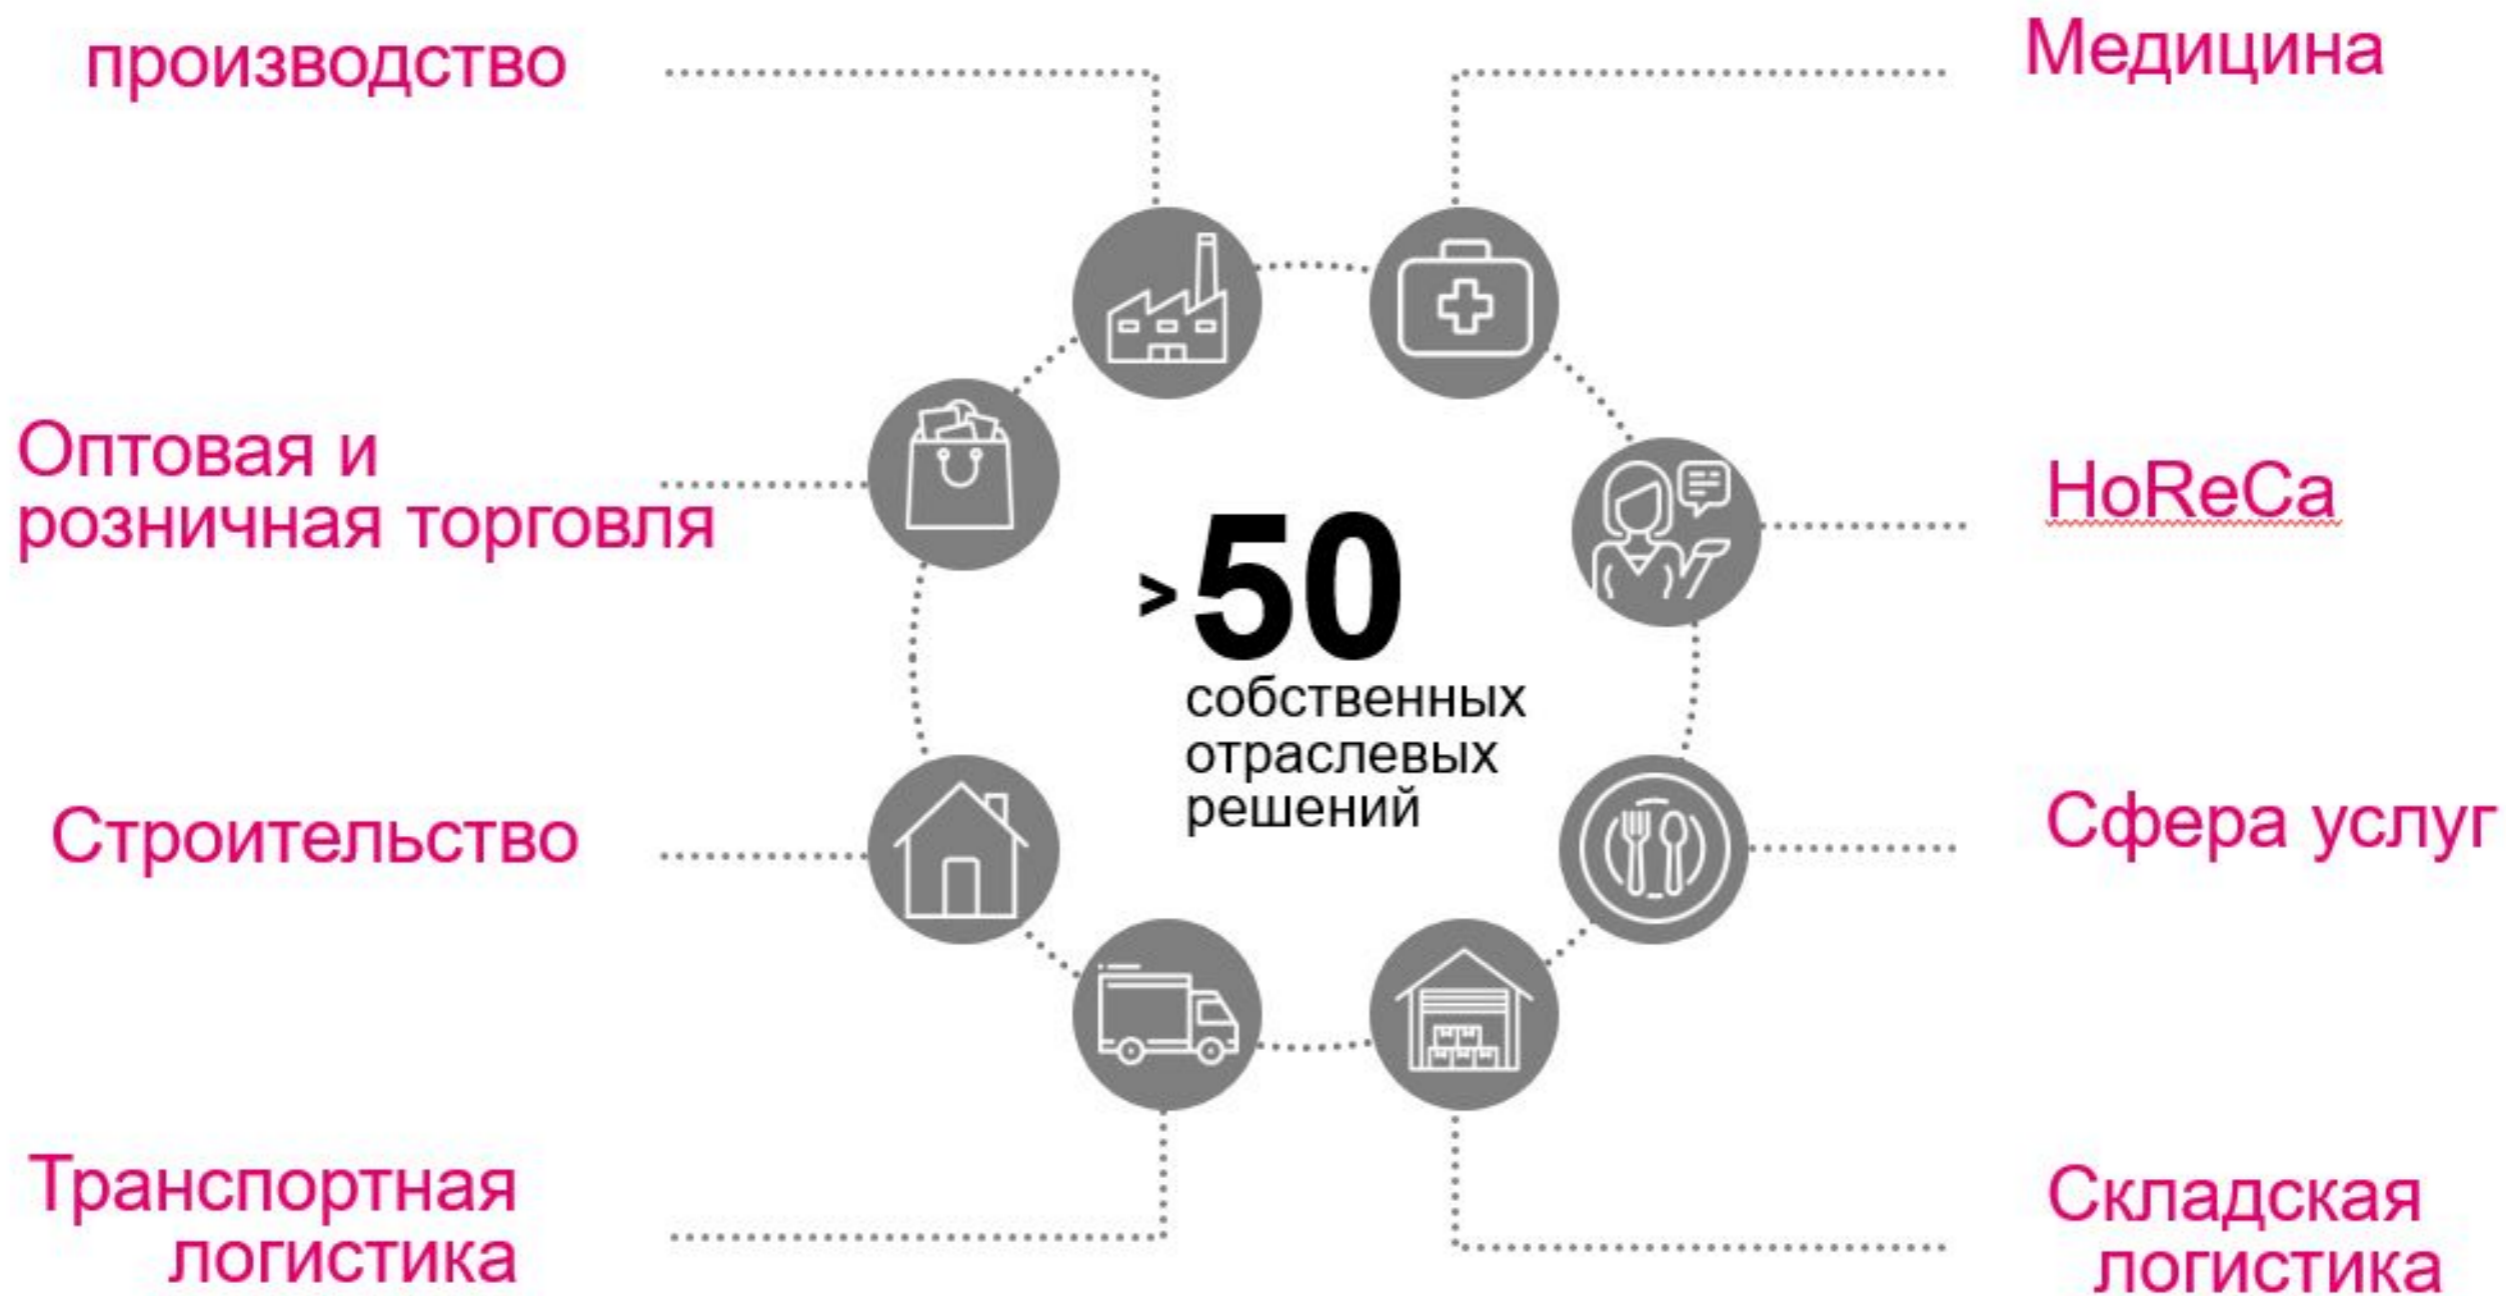 производство
Медицина
Оптовая и
розничная торговля
HoReCa
>50
собственных
отраслевых
решений
Строительство
Сфера услуг
Транспортная
логистика
Складская
логистика